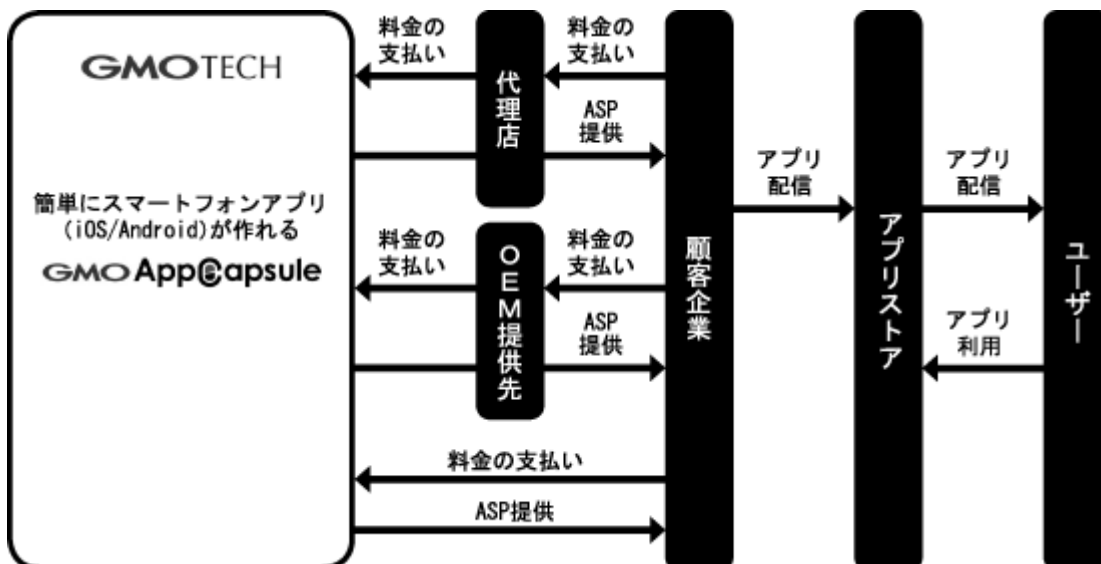 GMO TECH
簡単にスマートフォンアプリ
(iOS/Android)が作れる
GMO AppCapsule
料金の
支払い
代理店
料金の
支払い
ASP
提供
料金の
支払い
OEM提供先
料金の
支払い
ASP
提供
料金の支払い
ASP提供
顧客企業
アプリ
配信
アプリストア
アプリ
配信
アプリ
利用
ユーザー